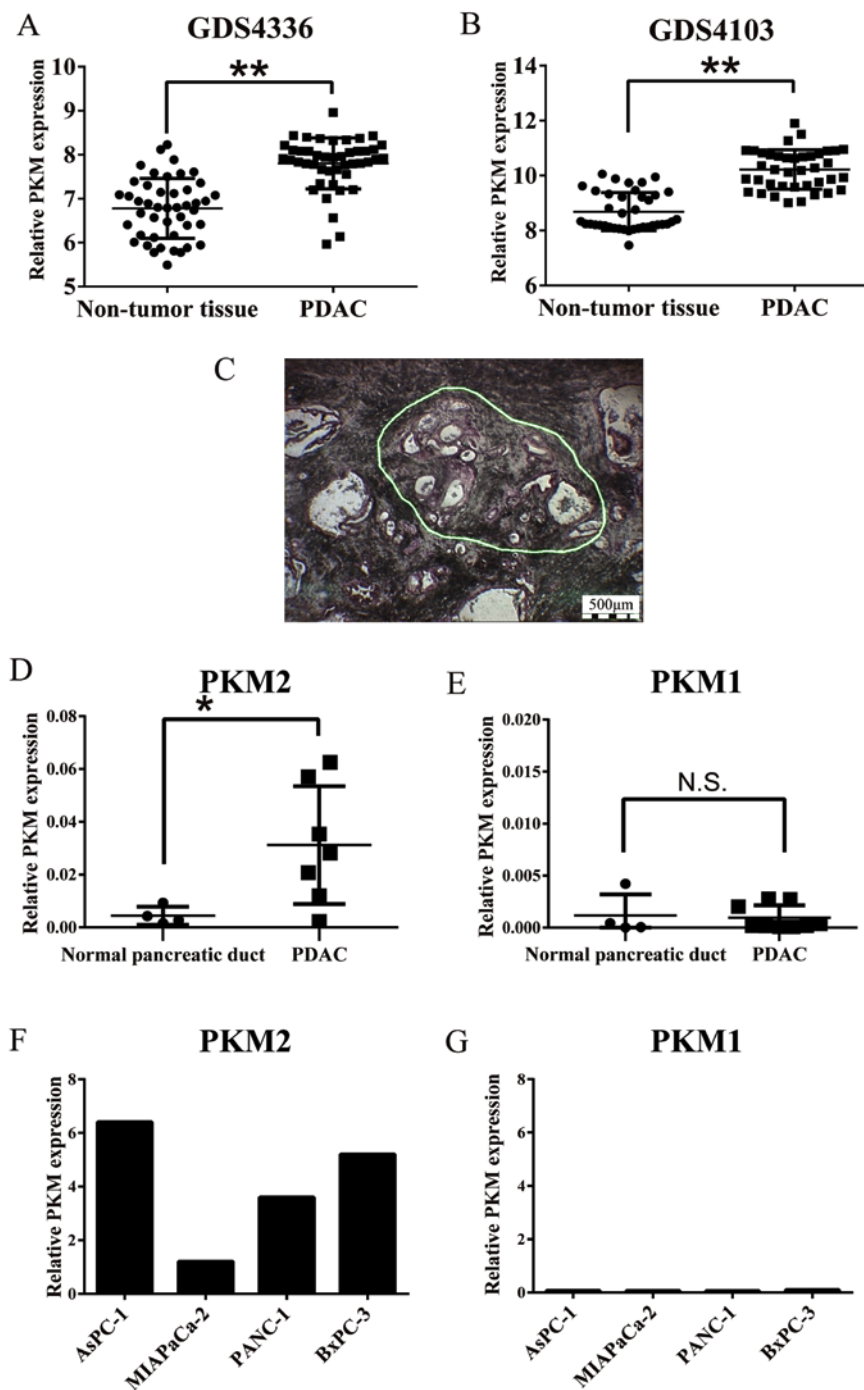 A
GDS4336
Relative PKM expression
10
9
8
7
6
5
**
Non-tumor tissue
PDAC
B
GDS4103
Relative PKM expression
14
12
10
8
6
**
Non-tumor tissue
PDAC
C
500μm
D
PKM2
Relative PKM expression
0.08
0.06
0.04
0.02
0.00
*
Normal pancreatic duct
PDAC
E
PKM1
Relative PKM expression
0.020
0.015
0.010
0.005
0.000
N.S.
Normal pancreatic duct
PDAC
F
PKM2
Relative PKM expression
8
6
4
2
0
AsPC-1
MIAPaCa-2
PANC-1
BxPC-3
G
PKM1
Relative PKM expression
8
6
4
2
0
AsPC-1
MIAPaCa-2
PANC-1
BxPC-3